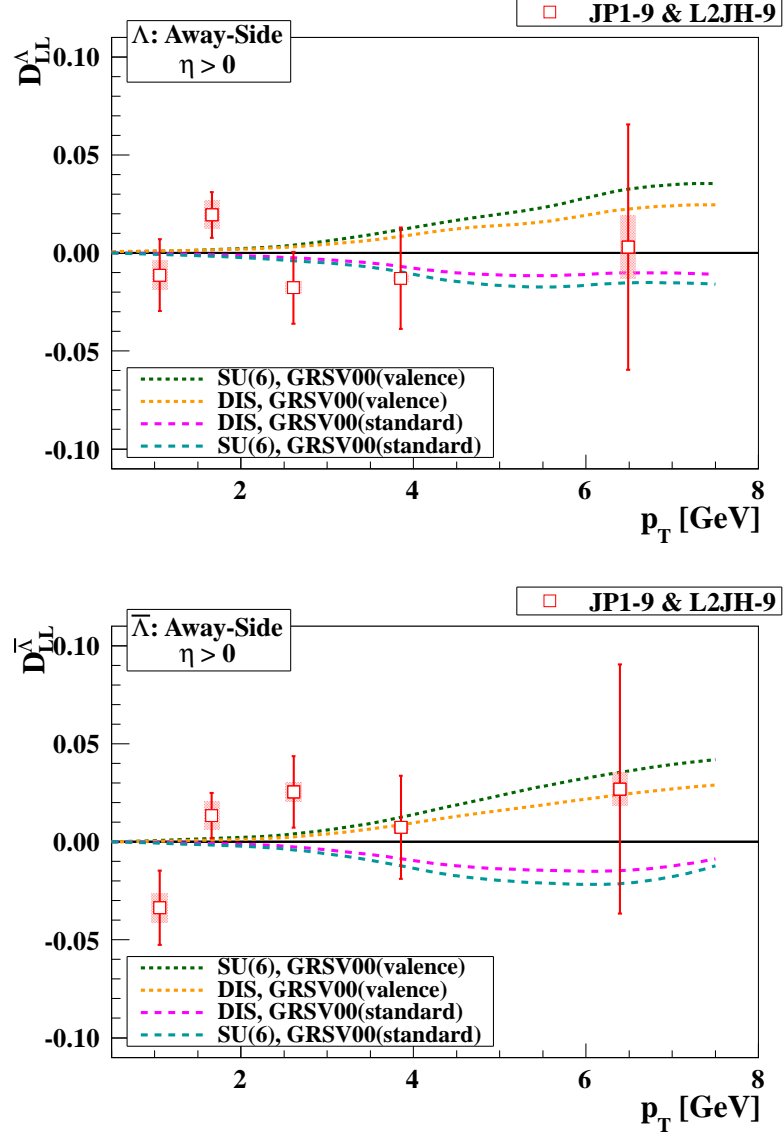 JP1-9 & L2JH-9
Λ: Away-Side
η > 0
D_LL^Λ
0.10
0.05
0.00
-0.05
-0.10
SU(6), GRSV00(valence)
DIS, GRSV00(valence)
DIS, GRSV00(standard)
SU(6), GRSV00(standard)
2 4 6 8
p_T [GeV]
JP1-9 & L2JH-9
Λ̅: Away-Side
η > 0
D_LL^Λ̅
0.10
0.05
0.00
-0.05
-0.10
SU(6), GRSV00(valence)
DIS, GRSV00(valence)
DIS, GRSV00(standard)
SU(6), GRSV00(standard)
2 4 6 8
p_T [GeV]